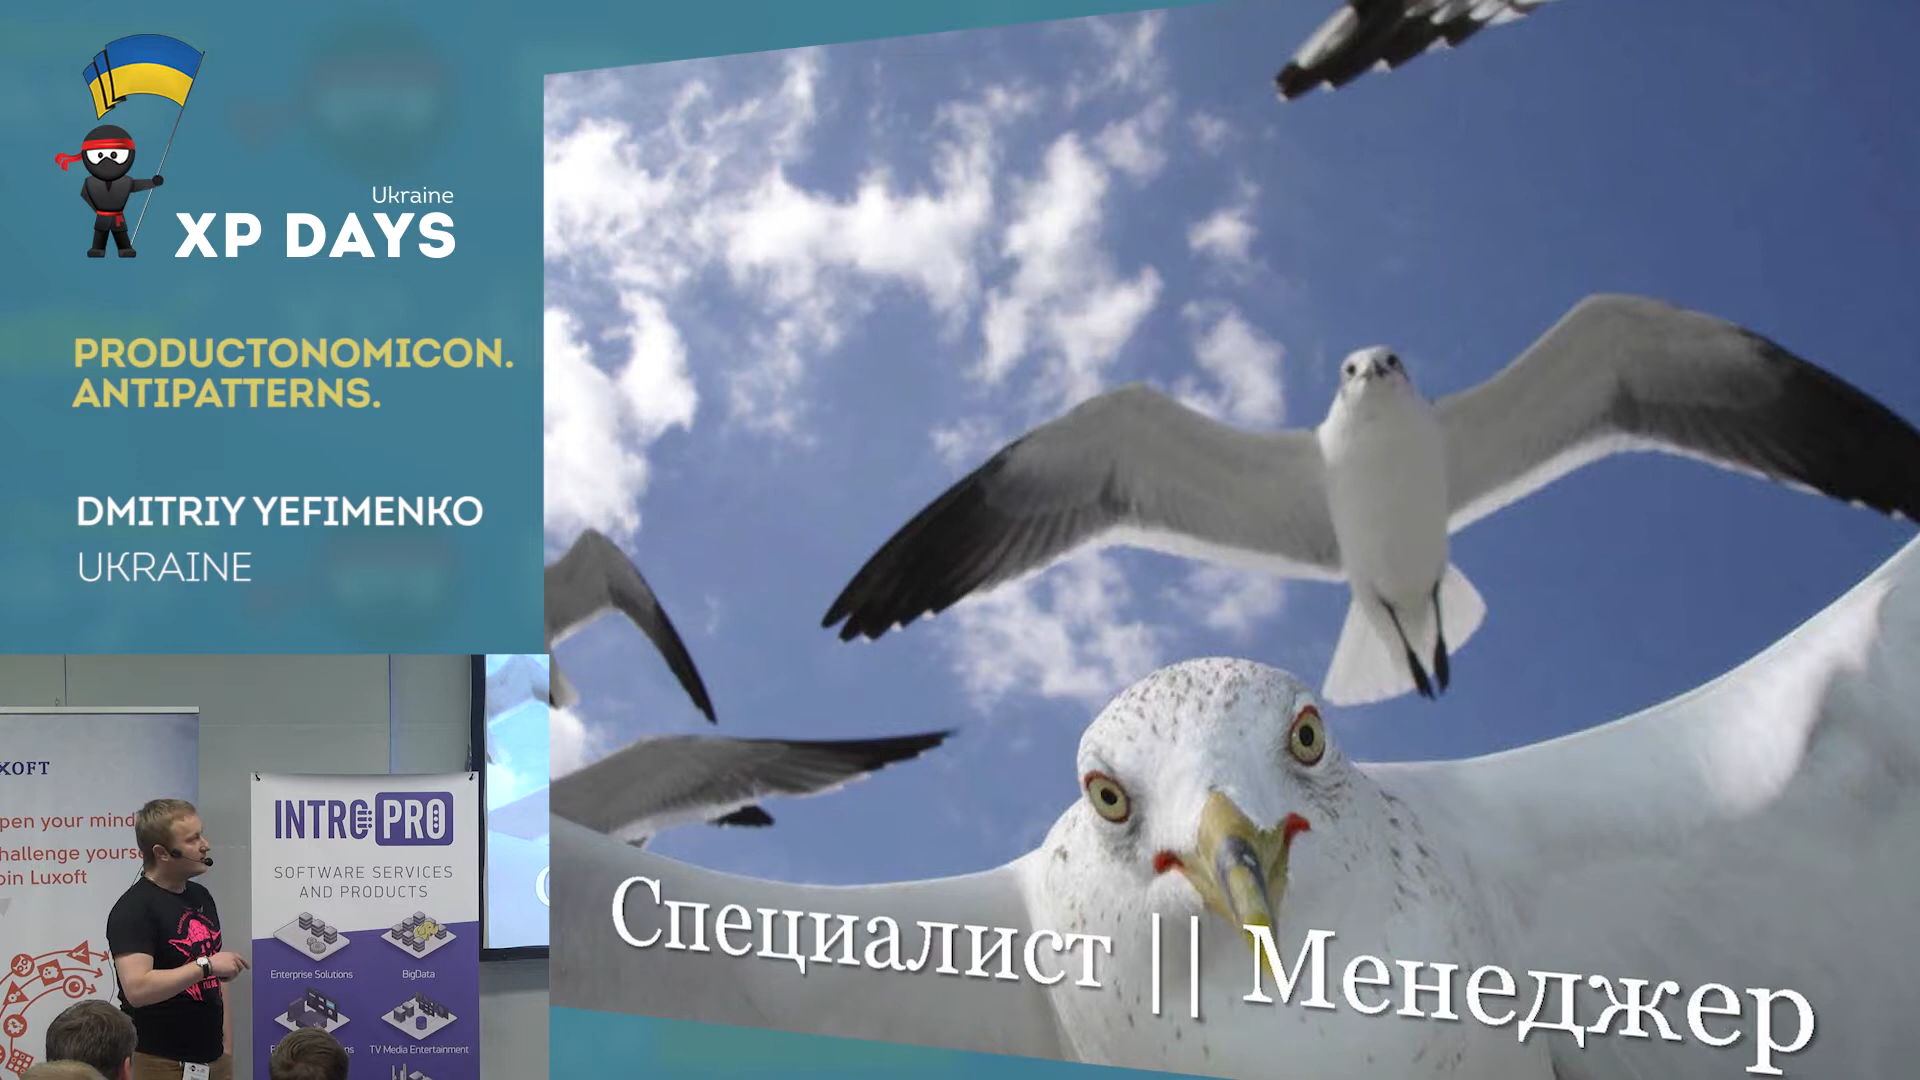 Ukraine
XP DAYS
PRODUCTONOMICON.
ANTIPATTERNS.
DMITRIY YEFIMENKO
UKRAINE
Специалист || Менеджер
XOFT
pen your mind
hallenge yourse
oin Luxoft
INTRO PRO
SOFTWARE SERVICES
AND PRODUCTS
Enterprise Solutions
BigData
TV Media Entertainment